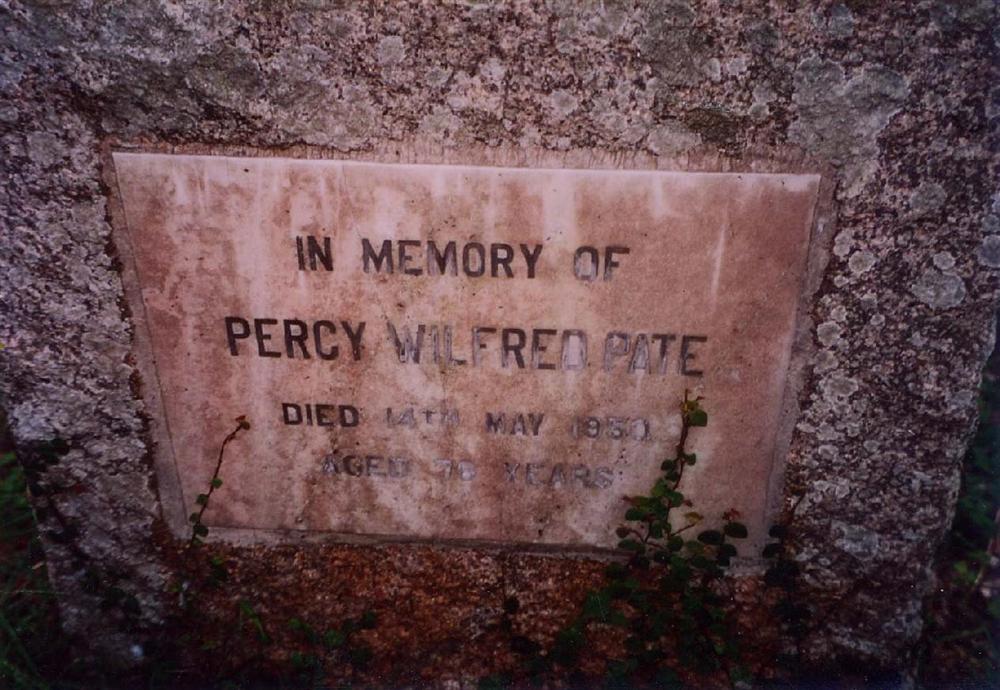 IN MEMORY OF
PERCY WILFRED PATE
DIED 14TH MAY 1950.
AGED YEARS